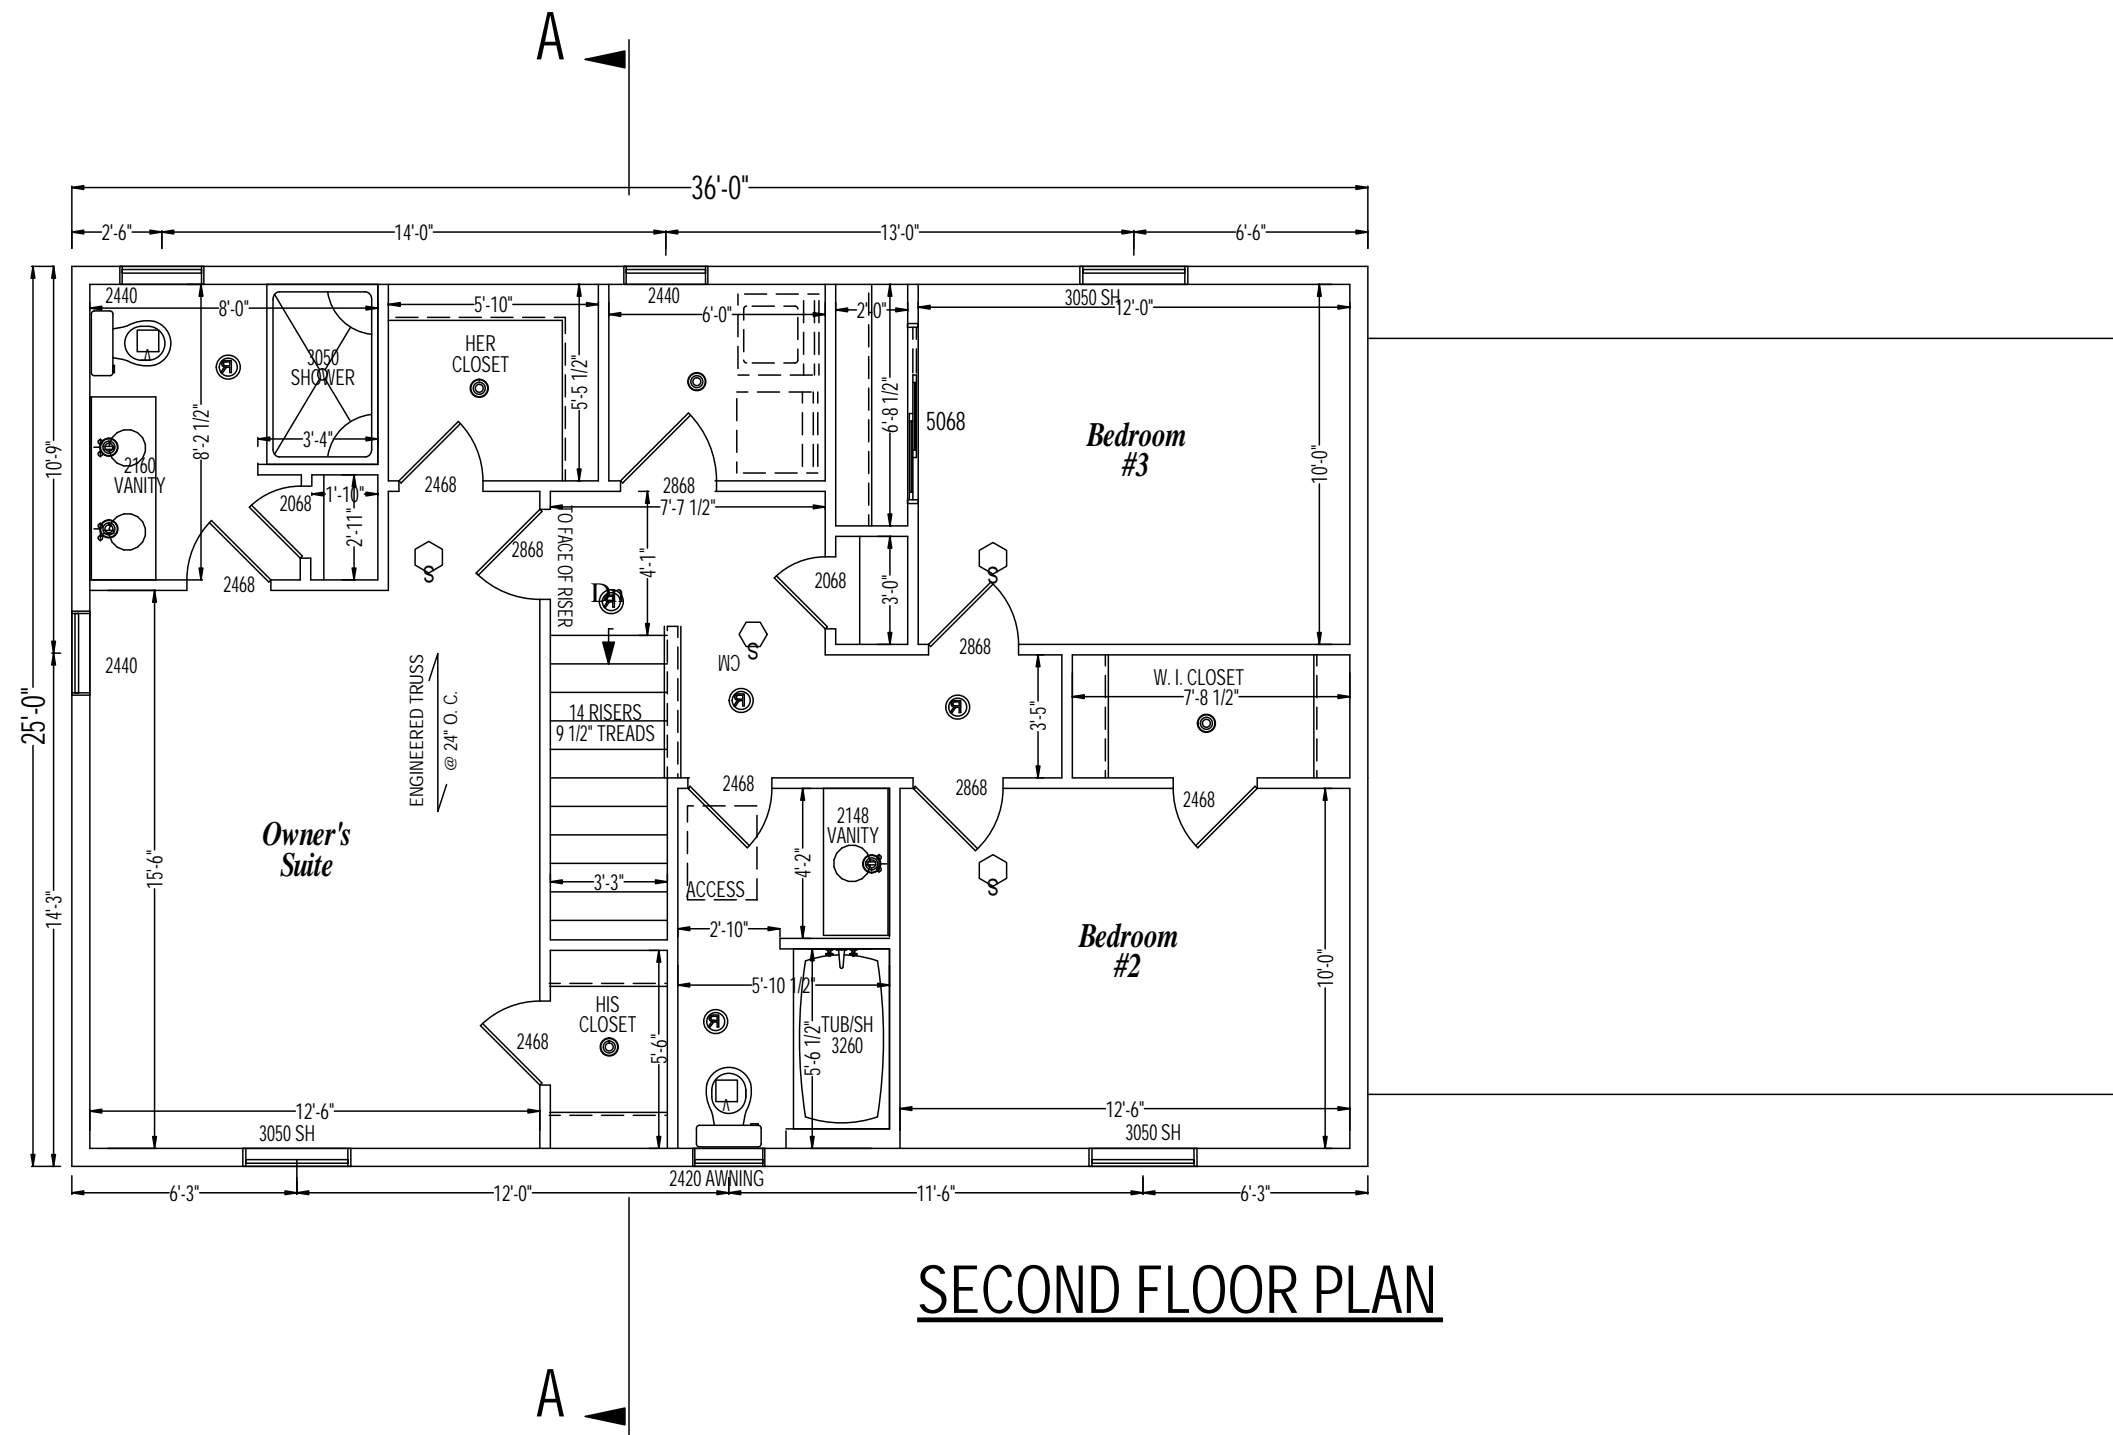 A
36'-0"
2'-6"
14'-0"
13'-0"
6'-6"
2440
8'-0"
5'-10"
2440
6'-0"
2'-0"
3050 SH
12'-0"
R
3050
SHOWER
HER
CLOSET
5'-5 1/2"
6'-8 1/2"
5068
Bedroom
#3
10'-0"
10'-9"
8'-2 1/2"
3'-4"
2160
VANITY
2068
1'-10"
2'-11"
2468
2868
7'-7 1/2"
TO FACE OF RISER
4'-1"
2868
S
2468
Dn
R
2068
3'-0"
S
2868
2440
25'-0"
ENGINEERED TRUSS
@ 24" O. C.
S
CM
R
R
3'-5"
W. I. CLOSET
7'-8 1/2"
14 RISERS
9 1/2" TREADS
2468
2868
2468
Owner's
Suite
15'-6"
14'-3"
3'-3"
ACCESS
4'-2"
2148
VANITY
S
2'-10"
Bedroom
#2
10'-0"
5'-10 1/2"
HIS
CLOSET
2468
5'-6"
R
5'-6 1/2"
TUB/SH
3260
12'-6"
3050 SH
12'-6"
3050 SH
2420 AWNING
6'-3"
12'-0"
11'-6"
6'-3"
SECOND FLOOR PLAN
A